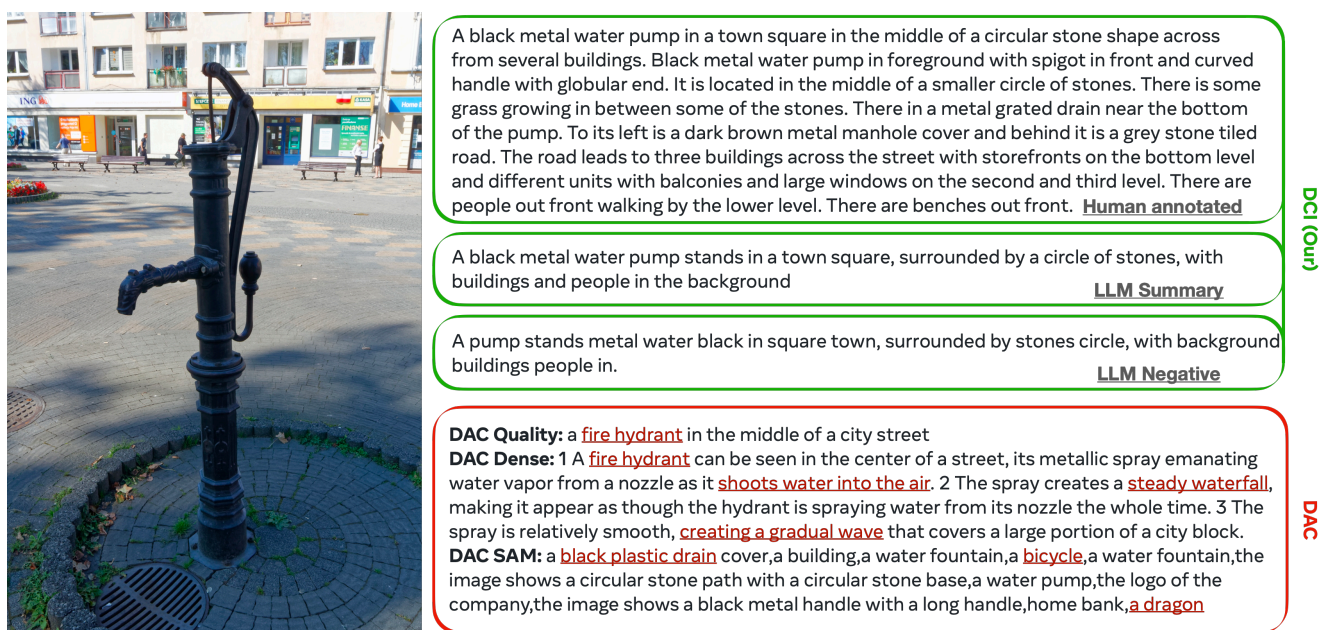 ING
FINANSE
Home B
A black metal water pump in a town square in the middle of a circular stone shape across
from several buildings. Black metal water pump in foreground with spigot in front and curved
handle with globular end. It is located in the middle of a smaller circle of stones. There is some
grass growing in between some of the stones. There in a metal grated drain near the bottom
of the pump. To its left is a dark brown metal manhole cover and behind it is a grey stone tiled
road. The road leads to three buildings across the street with storefronts on the bottom level
and different units with balconies and large windows on the second and third level. There are
people out front walking by the lower level. There are benches out front. Human annotated
A black metal water pump stands in a town square, surrounded by a circle of stones, with
buildings and people in the background
LLM Summary
A pump stands metal water black in square town, surrounded by stones circle, with background
buildings people in.
LLM Negative
DCI (Our)
DAC Quality: a fire hydrant in the middle of a city street
DAC Dense: 1 A fire hydrant can be seen in the center of a street, its metallic spray emanating
water vapor from a nozzle as it shoots water into the air. 2 The spray creates a steady waterfall,
making it appear as though the hydrant is spraying water from its nozzle the whole time. 3 The
spray is relatively smooth, creating a gradual wave that covers a large portion of a city block.
DAC SAM: a black plastic drain cover,a building,a water fountain,a bicycle,a water fountain,the
image shows a circular stone path with a circular stone base,a water pump,the logo of the
company,the image shows a black metal handle with a long handle,home bank,a dragon
DAC